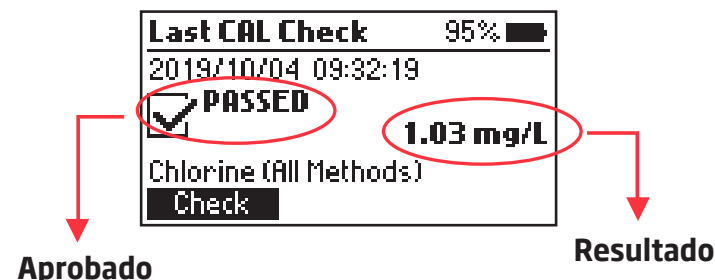 Last CAL Check 95%
2019/10/04 09:32:19
PASSED
1.03 mg/L
Chlorine (All Methods)
Check
Aprobado
Resultado